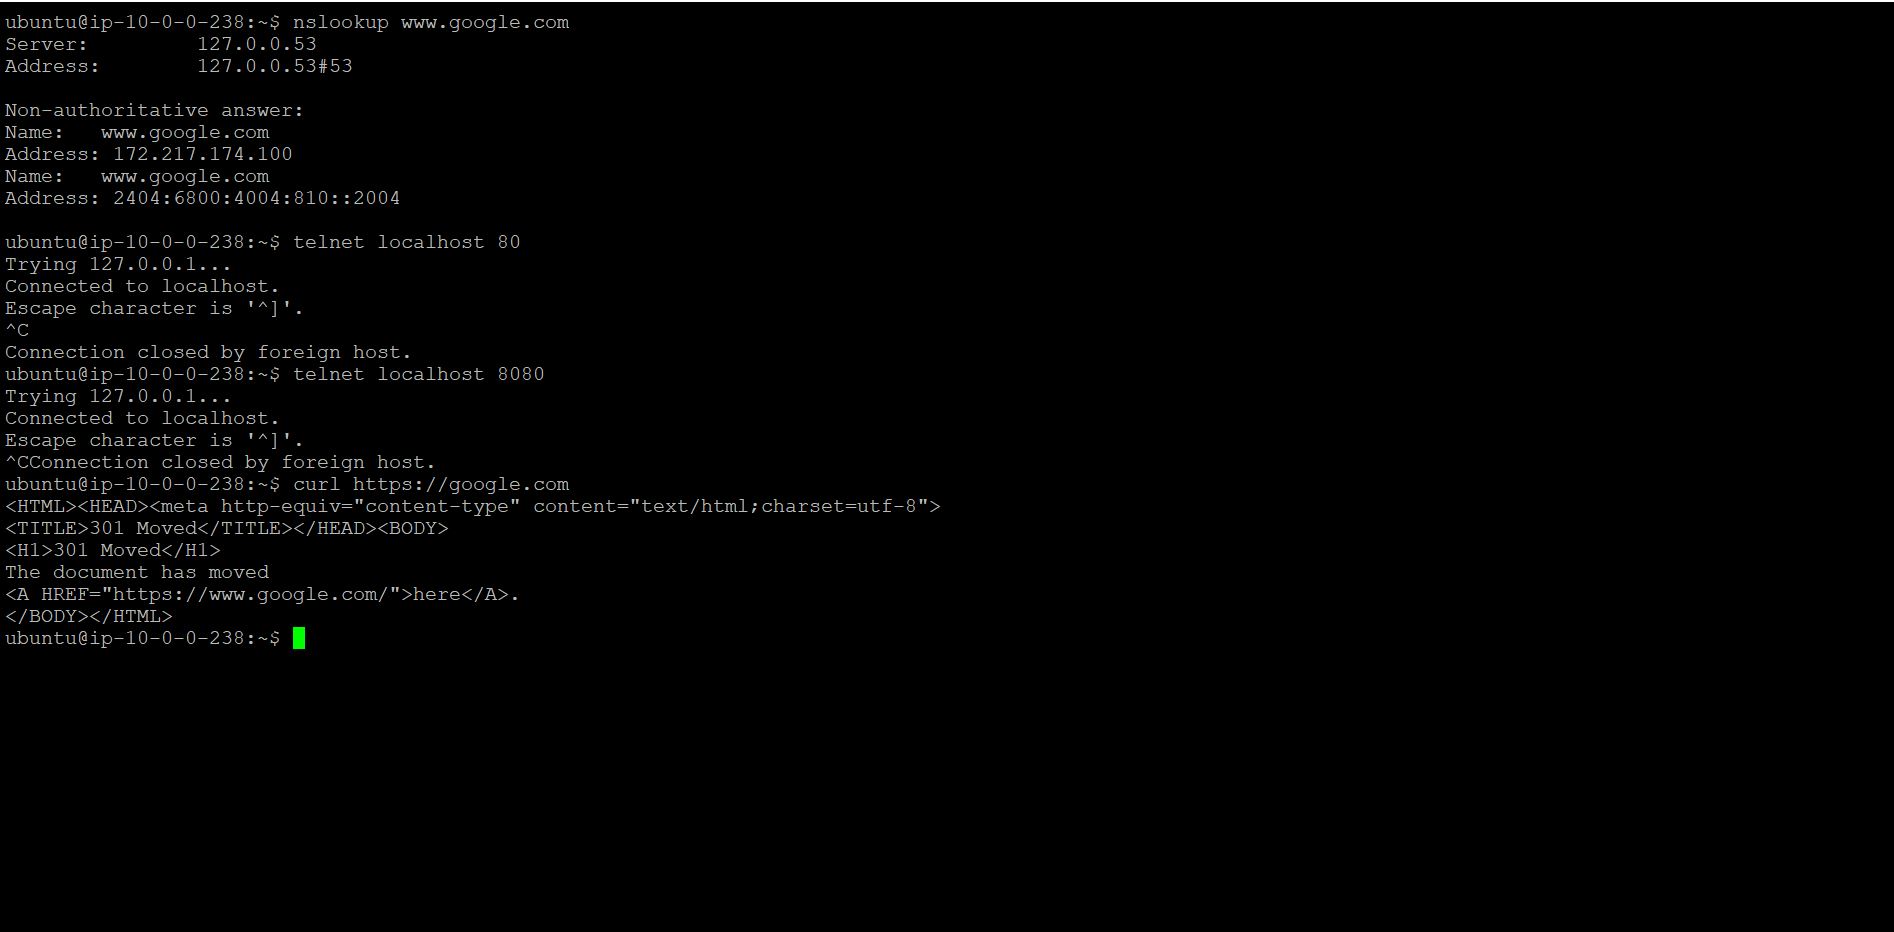 ubuntu@ip-10-0-0-238:~$ nslookup www.google.com
Server:         127.0.0.53
Address:        127.0.0.53#53

Non-authoritative answer:
Name:   www.google.com
Address: 172.217.174.100
Name:   www.google.com
Address: 2404:6800:4004:810::2004

ubuntu@ip-10-0-0-238:~$ telnet localhost 80
Trying 127.0.0.1...
Connected to localhost.
Escape character is '^]'.
^C
Connection closed by foreign host.
ubuntu@ip-10-0-0-238:~$ telnet localhost 8080
Trying 127.0.0.1...
Connected to localhost.
Escape character is '^]'.
^CConnection closed by foreign host.
ubuntu@ip-10-0-0-238:~$ curl https://google.com
<HTML><HEAD><meta http-equiv="content-type" content="text/html;charset=utf-8">
<TITLE>301 Moved</TITLE></HEAD><BODY>
<H1>301 Moved</H1>
The document has moved
<A HREF="https://www.google.com/">here</A>.
</BODY></HTML>
ubuntu@ip-10-0-0-238:~$